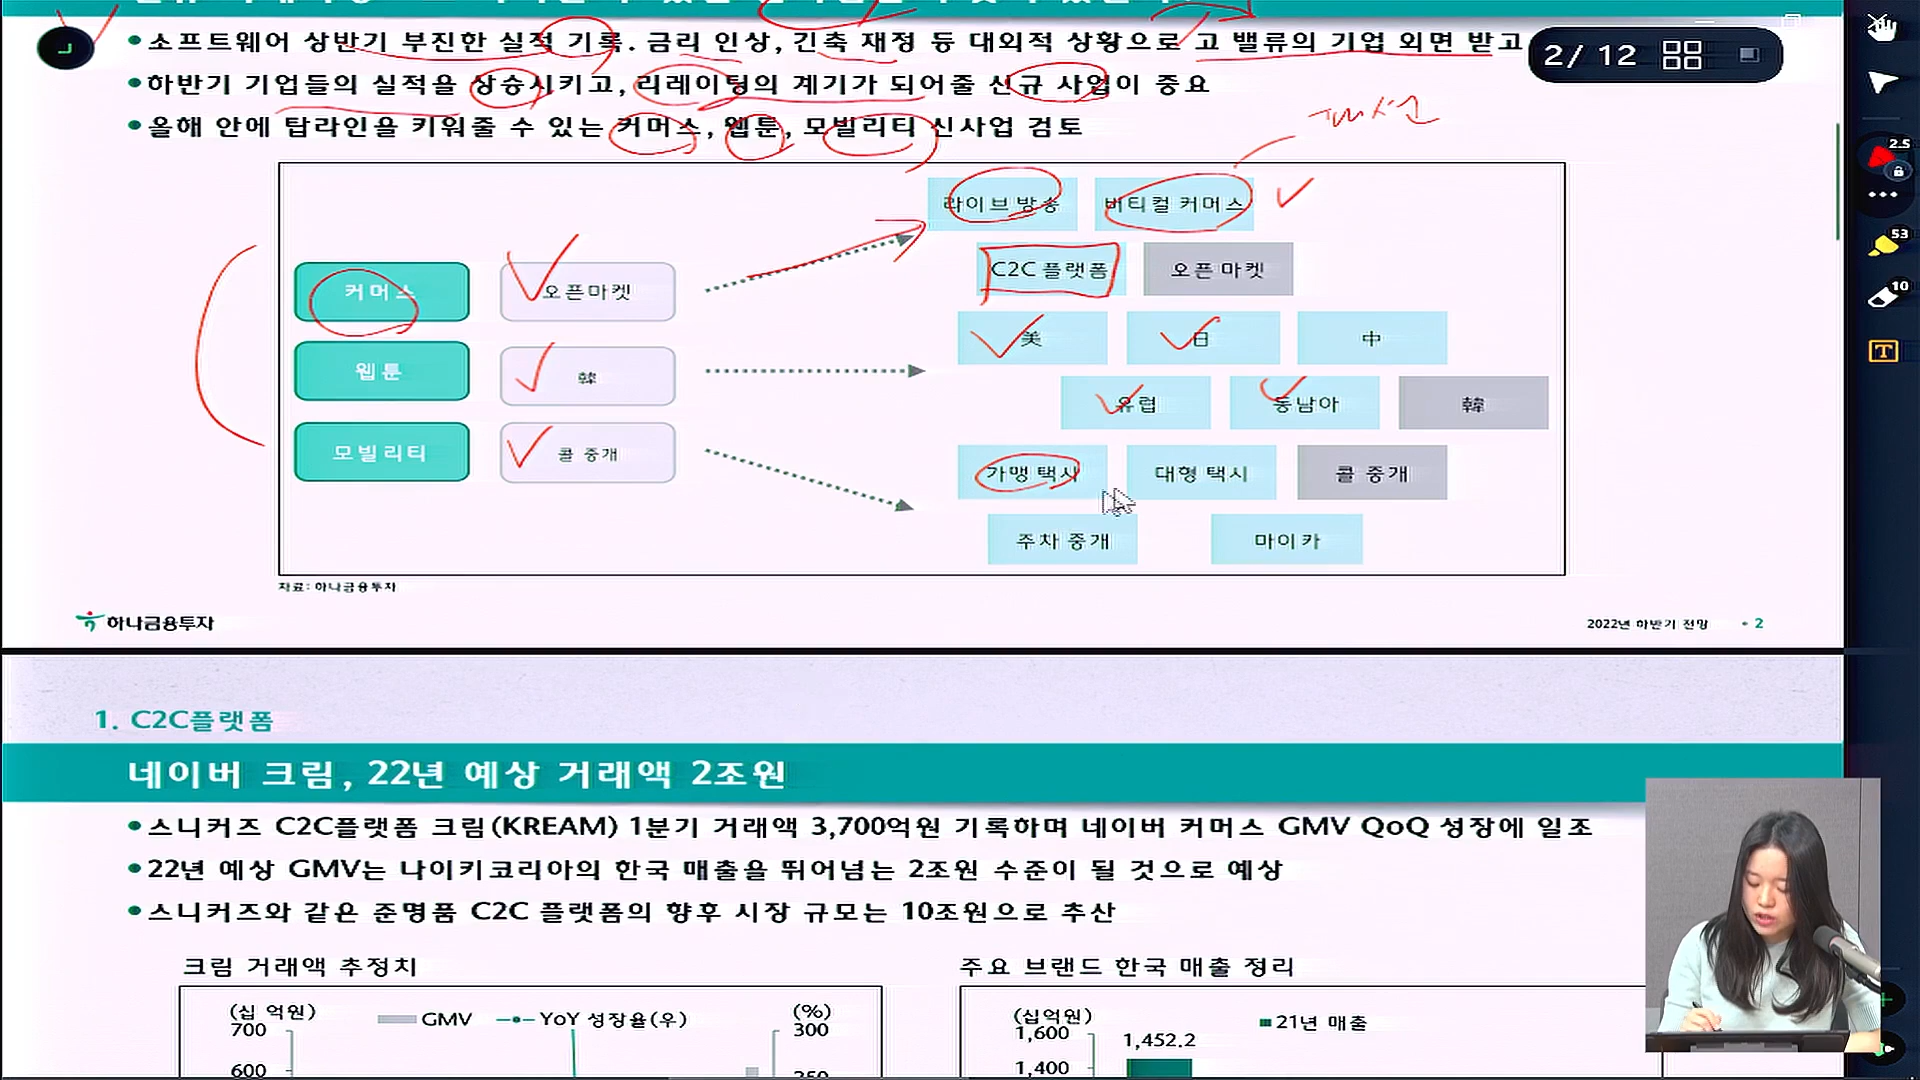 소프트웨어 상반기 부진한 실적 기록. 금리 인상, 긴축 재정 등 대외적 상황으로 고 밸류의 기업 외면 받고
2/ 12
2.5
하반기 기업들의 실적을 상승시키고, 리레이팅의 계기가 되어줄 신규 사업이 중요
올해 안에 탑라인을 키워줄 수 있는 커머스, 웹툰, 모빌리티 신사업 검토
라이브 방송 버티컬 커머스
53
C2C 플랫폼 오픈 마켓
커머스 오픈마켓
10
美 日 中
웹툰 韓
유럽 동남아 韓
모빌리티 콜 중개
가맹 택시 대형 택시 콜 중개
주차 중개 마이 카
자료: 하나금융투자
하나금융투자
2022년 하반기 전망 • 2
1. C2C플랫폼
네이버 크림, 22년 예상 거래액 2조원
스니커즈 C2C플랫폼 크림(KREAM) 1분기 거래액 3,700억원 기록하며 네이버 커머스 GMV QoQ 성장에 일조
22년 예상 GMV는 나이키코리아의 한국 매출을 뛰어넘는 2조원 수준이 될 것으로 예상
스니커즈와 같은 준명품 C2C 플랫폼의 향후 시장 규모는 10조원으로 추산
크림 거래액 추정치
주요 브랜드 한국 매출 정리
(십 억원) GMV YoY 성장율(우) (%)
700 300
600
(십억원) 21년 매출
1,600 1,452.2
1,400